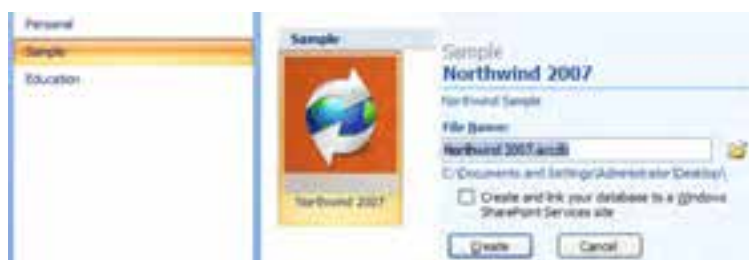 Personal
Sample
Education
Sample
Northwind 2007
Sample
Northwind 2007
Northwind Sample
File Name:
Northwind 2007.accdb
C:\Documents and Settings\Administrator\Desktop\
Create and link your database to a Windows
SharePoint Services site
Create
Cancel